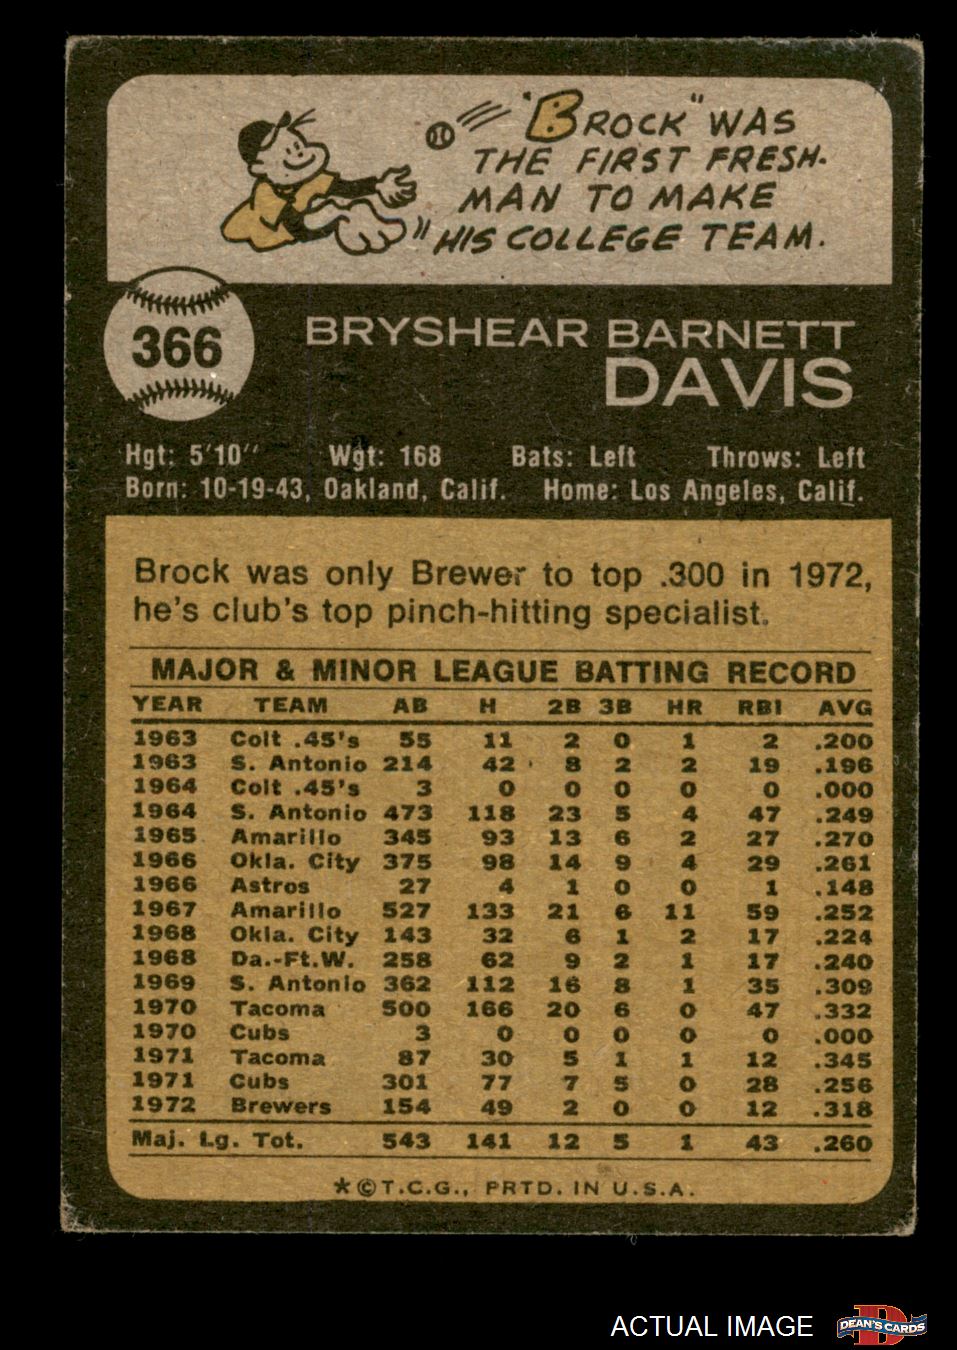 "BROCK" WAS
THE FIRST FRESH-
MAN TO MAKE
HIS COLLEGE TEAM.
366
BRYSHEAR BARNETT
DAVIS
Hgt: 5'10" Wgt: 168 Bats: Left Throws: Left
Born: 10-19-43, Oakland, Calif. Home: Los Angeles, Calif.
Brock was only Brewer to top .300 in 1972,
he's club's top pinch-hitting specialist.
MAJOR & MINOR LEAGUE BATTING RECORD
YEAR TEAM AB H 2B 3B HR RBI AVG
1963 Colt .45's 55 11 2 0 1 2 .200
1963 S. Antonio 214 42 8 2 2 19 .196
1964 Colt .45's 3 0 0 0 0 0 .000
1964 S. Antonio 473 118 23 5 4 47 .249
1965 Amarillo 345 93 13 6 2 27 .270
1966 Okla. City 375 98 14 9 4 29 .261
1966 Astros 27 4 1 0 0 1 .148
1967 Amarillo 527 133 21 6 11 59 .252
1968 Okla. City 143 32 6 1 2 17 .224
1968 Da.-Ft.W. 258 62 9 2 1 17 .240
1969 S. Antonio 362 112 16 8 1 35 .309
1970 Tacoma 500 166 20 6 0 47 .332
1970 Cubs 3 0 0 0 0 0 .000
1971 Tacoma 87 30 5 1 1 12 .345
1971 Cubs 301 77 7 5 0 28 .256
1972 Brewers 154 49 2 0 0 12 .318
Maj. Lg. Tot. 543 141 12 5 1 43 .260
*©T.C.G., PRTD. IN U.S.A.
ACTUAL IMAGE
D
DEAN'S CARDS